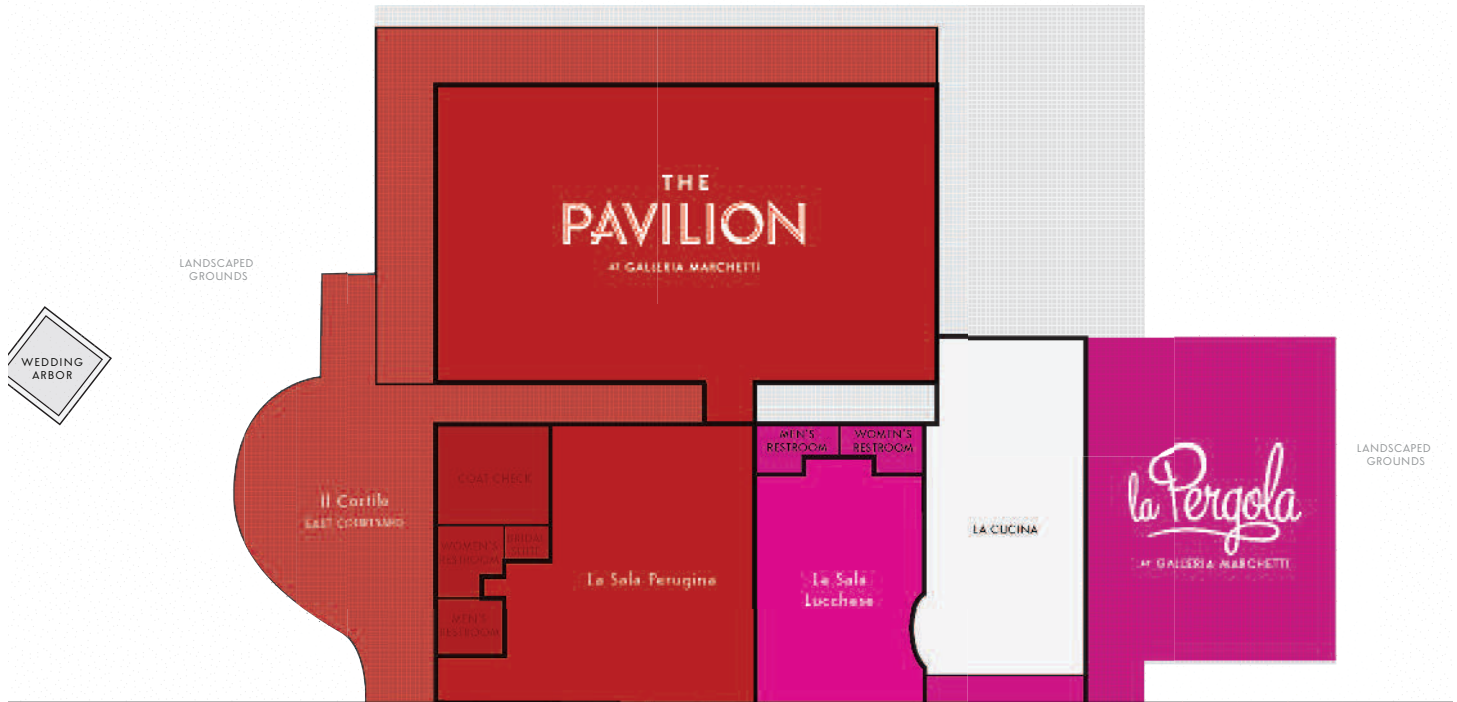 THE
PAVILION
AT GALLERIA MARCHETTI
LANDSCAPED
GROUNDS
WEDDING
ARBOR
MEN'S
RESTROOM
WOMEN'S
RESTROOM
COAT CHECK
Il Cortile
EAST COURTYARD
WOMEN'S
RESTROOM
BRIDAL
SUITE
MEN'S
RESTROOM
La Sala Perugina
La Sala
Lucchese
LA CUCINA
la Pergola
AT GALLERIA MARCHETTI
LANDSCAPED
GROUNDS